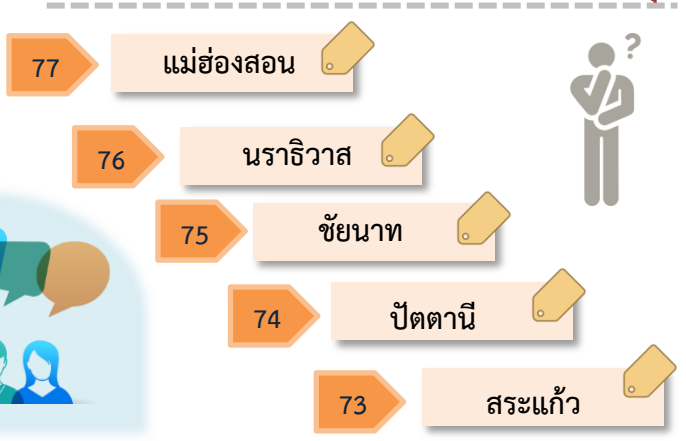 ?
77 แม่ฮ่องสอน
76 นราธิวาส
75 ชัยนาท
74 ปัตตานี
73 สระแก้ว